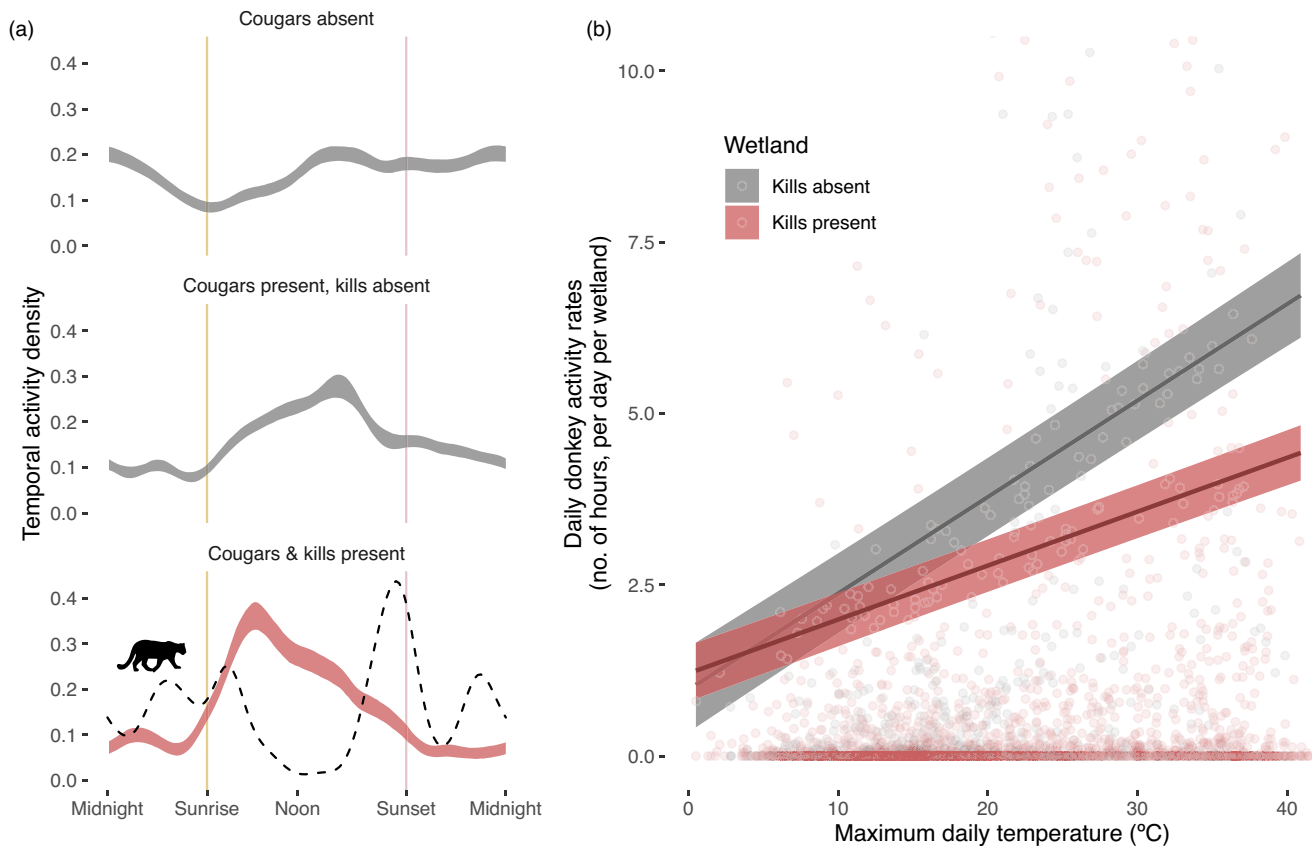 (a)
Cougars absent
0.4
0.3
0.2
0.1
0.0
Cougars present, kills absent
0.4
0.3
0.2
0.1
0.0
Temporal activity density
Cougars & kills present
0.4
0.3
0.2
0.1
0.0
Midnight
Sunrise
Noon
Sunset
Midnight
(b)
10.0
7.5
5.0
2.5
0.0
Daily donkey activity rates
(no. of hours, per day per wetland)
Wetland
Kills absent
Kills present
0
10
20
30
40
Maximum daily temperature (ºC)